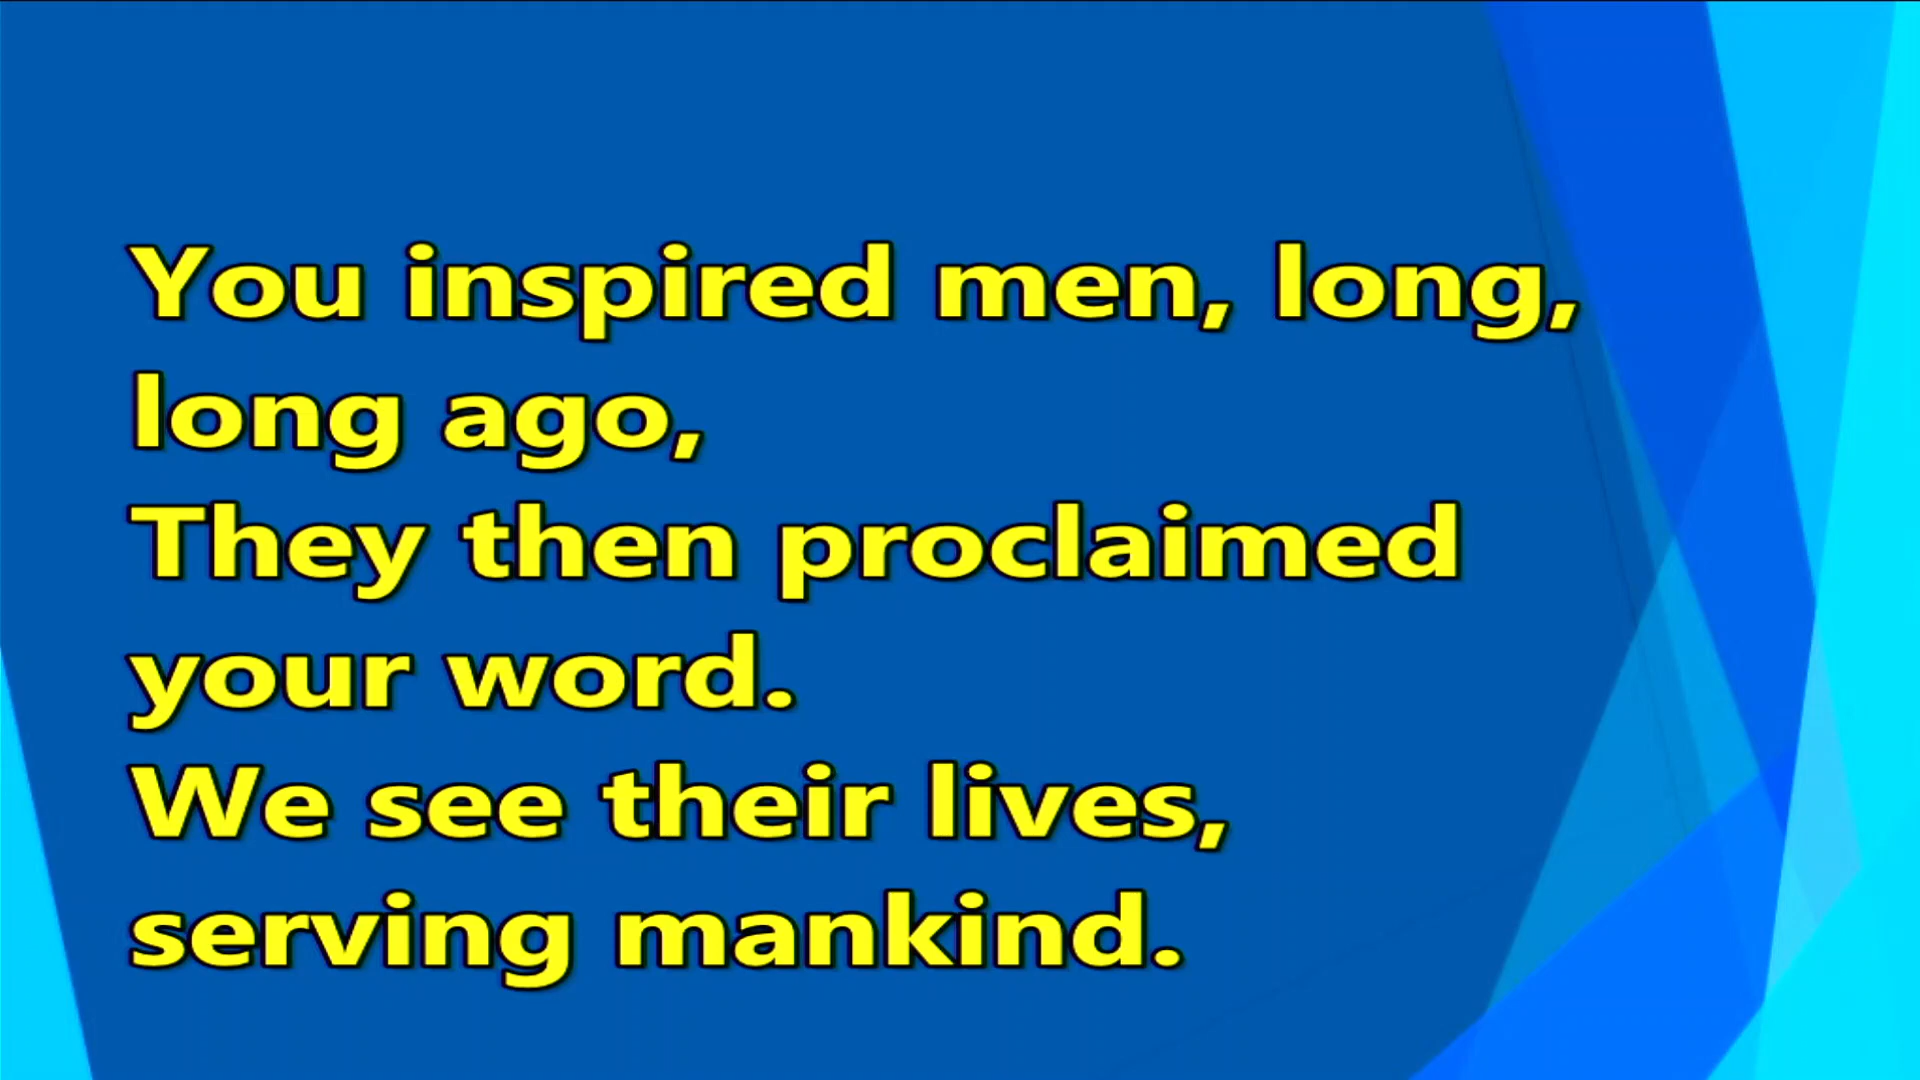 You inspired men, long,
long ago,
They then proclaimed
your word.
We see their lives,
serving mankind.